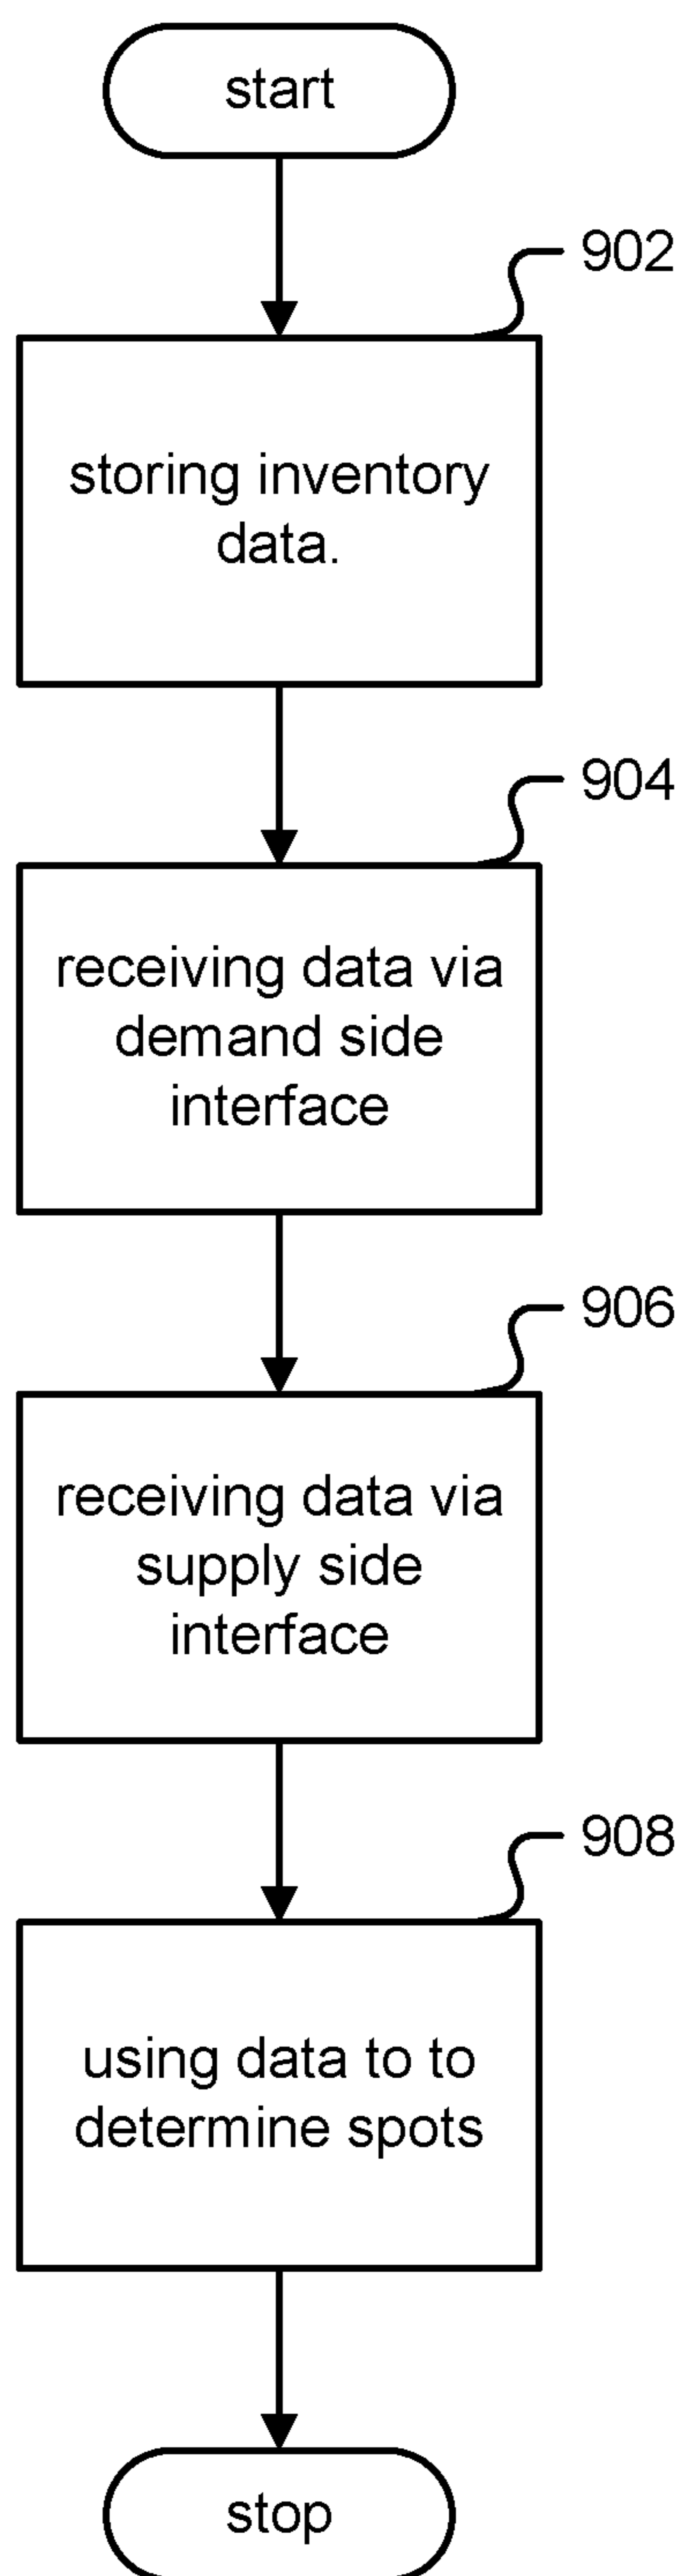 start
902
storing inventory
data.
904
receiving data via
demand side
interface
906
receiving data via
supply side
interface
908
using data to to
determine spots
stop